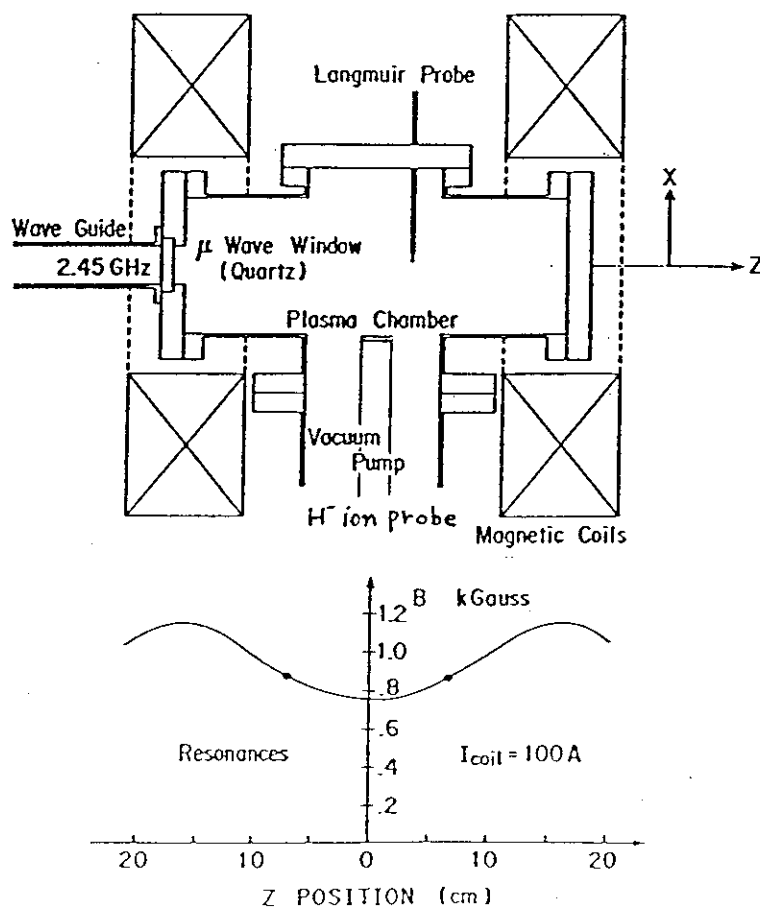 Langmuir Probe
X
Wave Guide
2.45 GHz
μ Wave Window
(Quartz)
Z
Plasma Chamber
Vacuum
Pump
H⁻ ion probe
Magnetic Coils
B kGauss
1.2
1.0
.8
.6
.4
.2
Resonances
Icoil = 100 A
20 10 0 10 20
Z POSITION (cm)